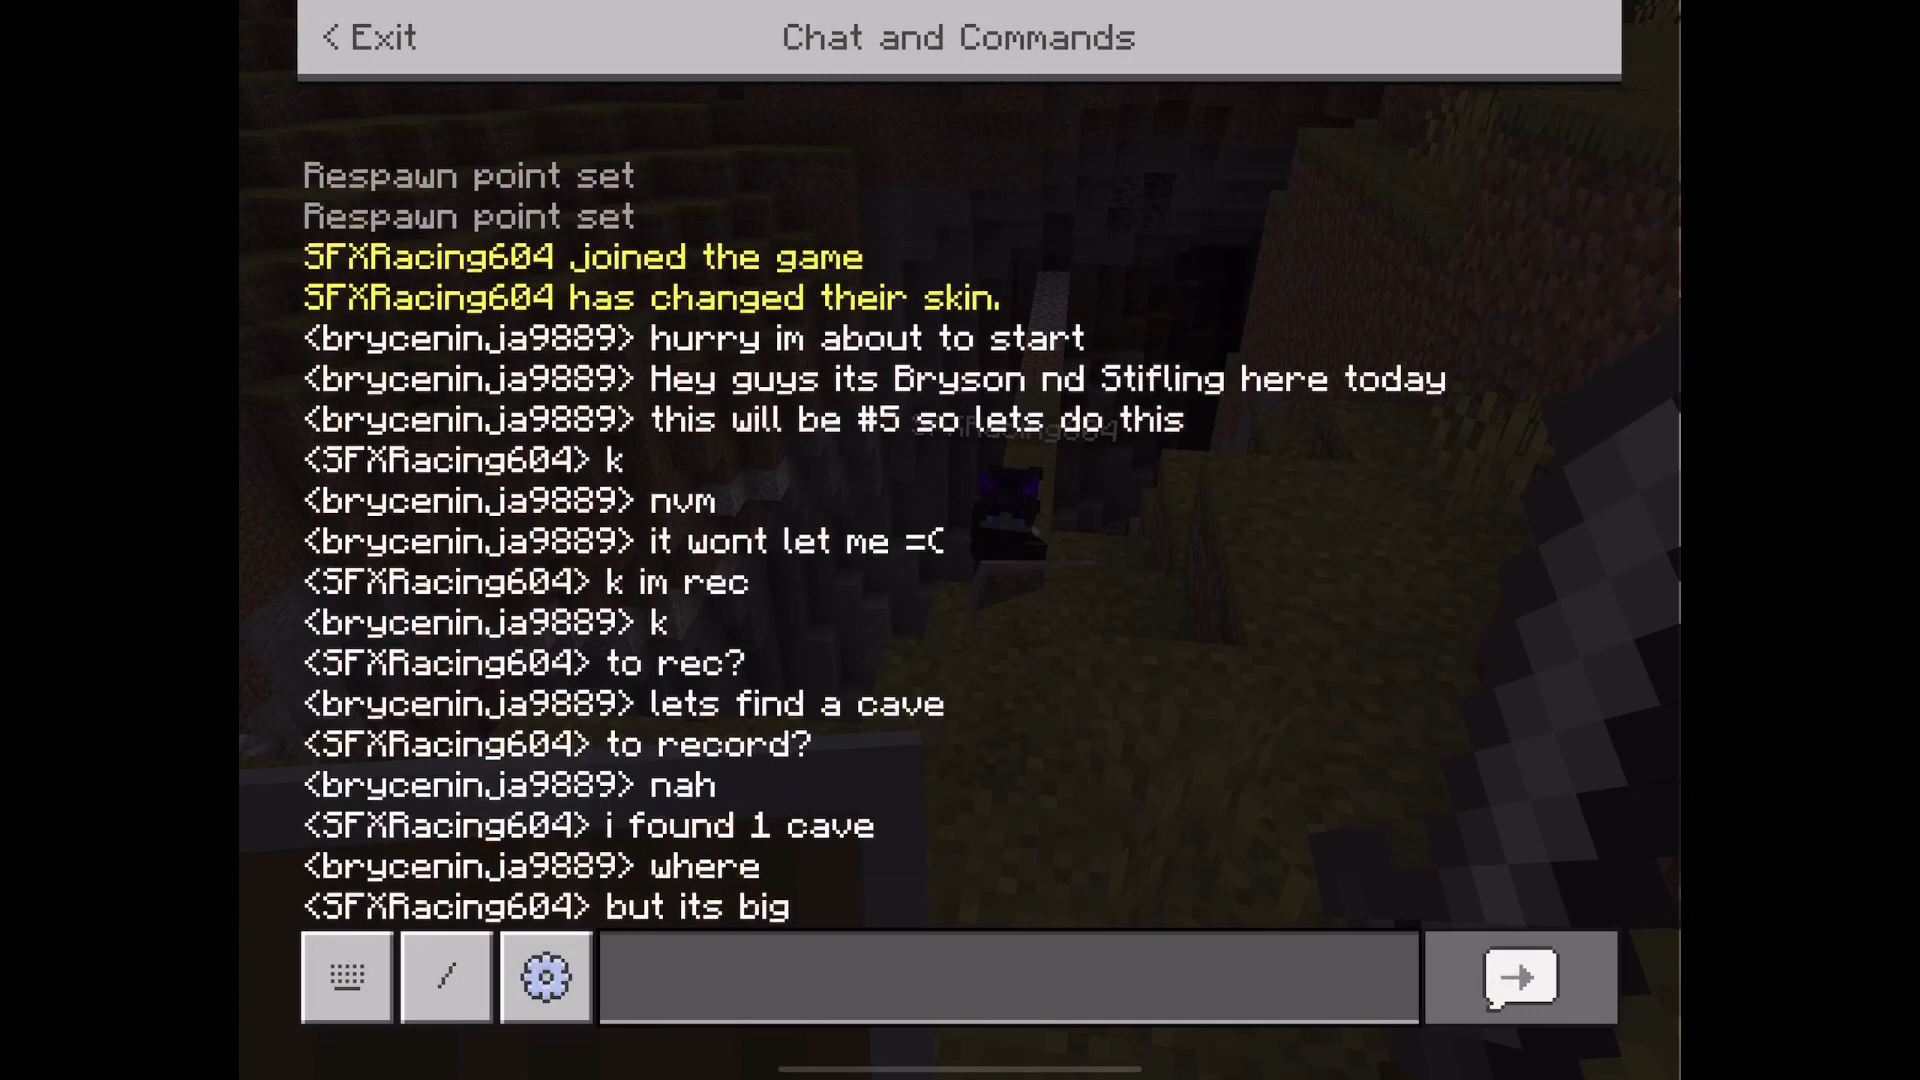 < Exit
Chat and Commands
Respawn point set
Respawn point set
SFXRacing604 joined the game
SFXRacing604 has changed their skin.
<bryceninja9889> hurry im about to start
<bryceninja9889> Hey guys its Bryson nd Stifling here today
<bryceninja9889> this will be #5 so lets do this
SFXRacing604
<SFXRacing604> k
<bryceninja9889> nvm
<bryceninja9889> it wont let me =(
<SFXRacing604> k im rec
<bryceninja9889> k
<SFXRacing604> to rec?
<bryceninja9889> lets find a cave
<SFXRacing604> to record?
<bryceninja9889> nah
<SFXRacing604> i found 1 cave
<bryceninja9889> where
<SFXRacing604> but its big
/